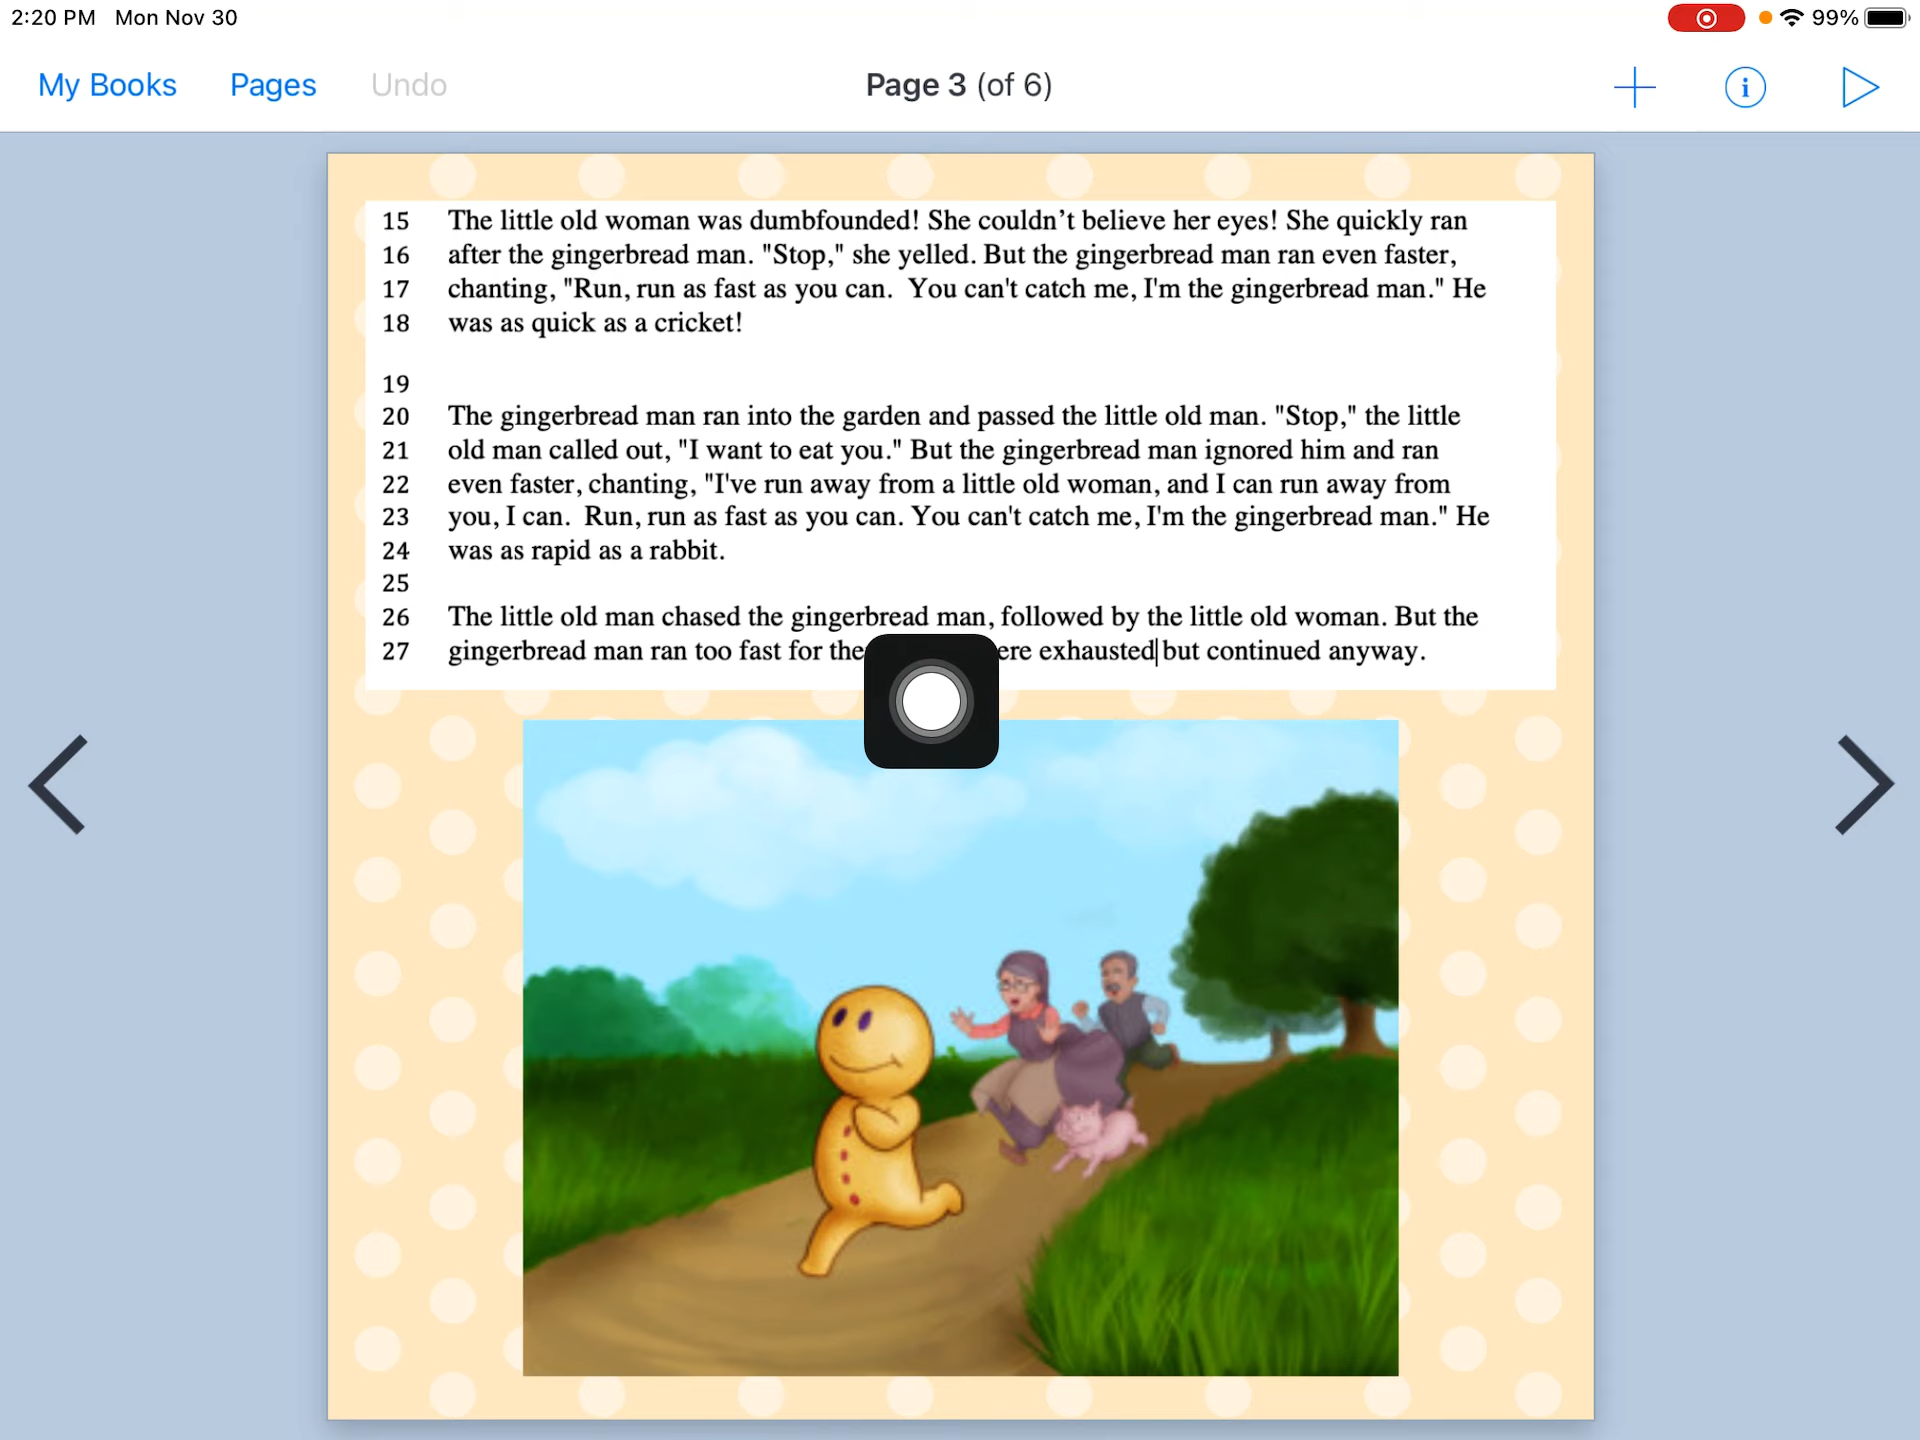 2:20 PM Mon Nov 30 99%
My Books Pages Undo Page 3 (of 6)
15 The little old woman was dumbfounded! She couldn’t believe her eyes! She quickly ran
16 after the gingerbread man. "Stop," she yelled. But the gingerbread man ran even faster,
17 chanting, "Run, run as fast as you can.  You can't catch me, I'm the gingerbread man." He
18 was as quick as a cricket!
19
20 The gingerbread man ran into the garden and passed the little old man. "Stop," the little
21 old man called out, "I want to eat you." But the gingerbread man ignored him and ran
22 even faster, chanting, "I've run away from a little old woman, and I can run away from
23 you, I can.  Run, run as fast as you can. You can't catch me, I'm the gingerbread man." He
24 was as rapid as a rabbit.
25
26 The little old man chased the gingerbread man, followed by the little old woman. But the
27 gingerbread man ran too fast for exhausted but continued anyway.